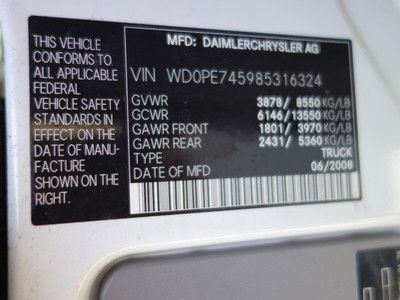 THIS VEHICLE
CONFORMS TO
ALL APPLICABLE
FEDERAL
VEHICLE SAFETY
STANDARDS IN
EFFECT ON THE
DATE OF MANU-
FACTURE
SHOWN ON THE
RIGHT.
MFD: DAIMLERCHRYSLER AG
VIN WD0PE745985316324
GVWR 3878/ 8550 KG/LB
GCWR 6146/13550 KG/LB
GAWR FRONT 1801/ 3970 KG/LB
GAWR REAR 2431/ 5360 KG/LB
TYPE TRUCK
DATE OF MFD 06/2008